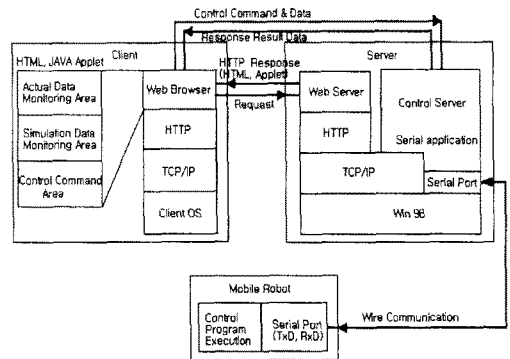 Control Command & Data
Response Result Data
Client
Server
HTML, JAVA Applet
HTTP Response
(HTML, Applet)
Request
Actual Data
Monitoring Area
Simulation Data
Monitoring Area
Control Command
Area
Web Browser
HTTP
TCP/IP
Client OS
Web Server
HTTP
TCP/IP
Control Server
Serial application
Serial Port
Win 98
Mobile Robot
Control
Program
Execution
Serial Port
(TxD, RxD)
Wire Communication